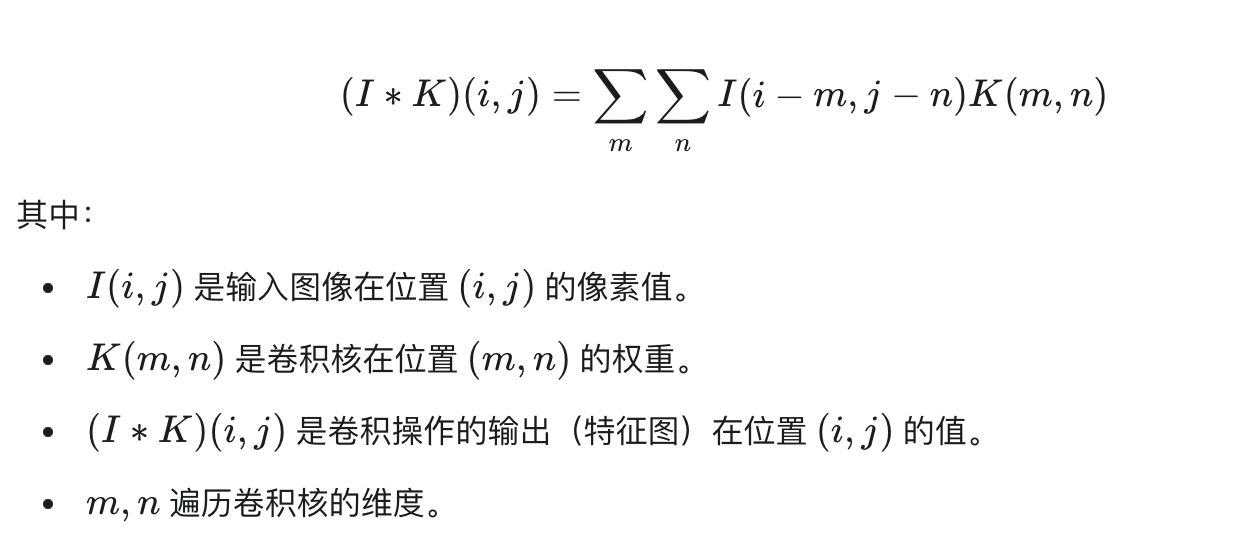 (I * K)(i, j) = ∑_m ∑_n I(i − m, j − n)K(m, n)
其中：
• I(i, j) 是输入图像在位置 (i, j) 的像素值。
• K(m, n) 是卷积核在位置 (m, n) 的权重。
• (I * K)(i, j) 是卷积操作的输出（特征图）在位置 (i, j) 的值。
• m, n 遍历卷积核的维度。